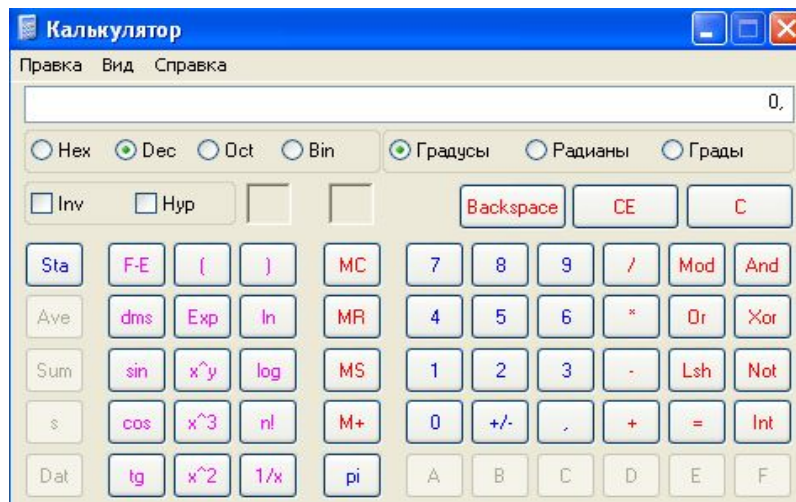 Калькулятор
Правка Вид Справка
0,
Hex Dec Oct Bin Градусы Радианы Грады
Inv Hyp Backspace CE C
Sta F-E ( ) MC 7 8 9 / Mod And
Ave dms Exp ln MR 4 5 6 * Or Xor
Sum sin x^y log MS 1 2 3 - Lsh Not
s cos x^3 n! M+ 0 +/- , + = Int
Dat tg x^2 1/x pi A B C D E F